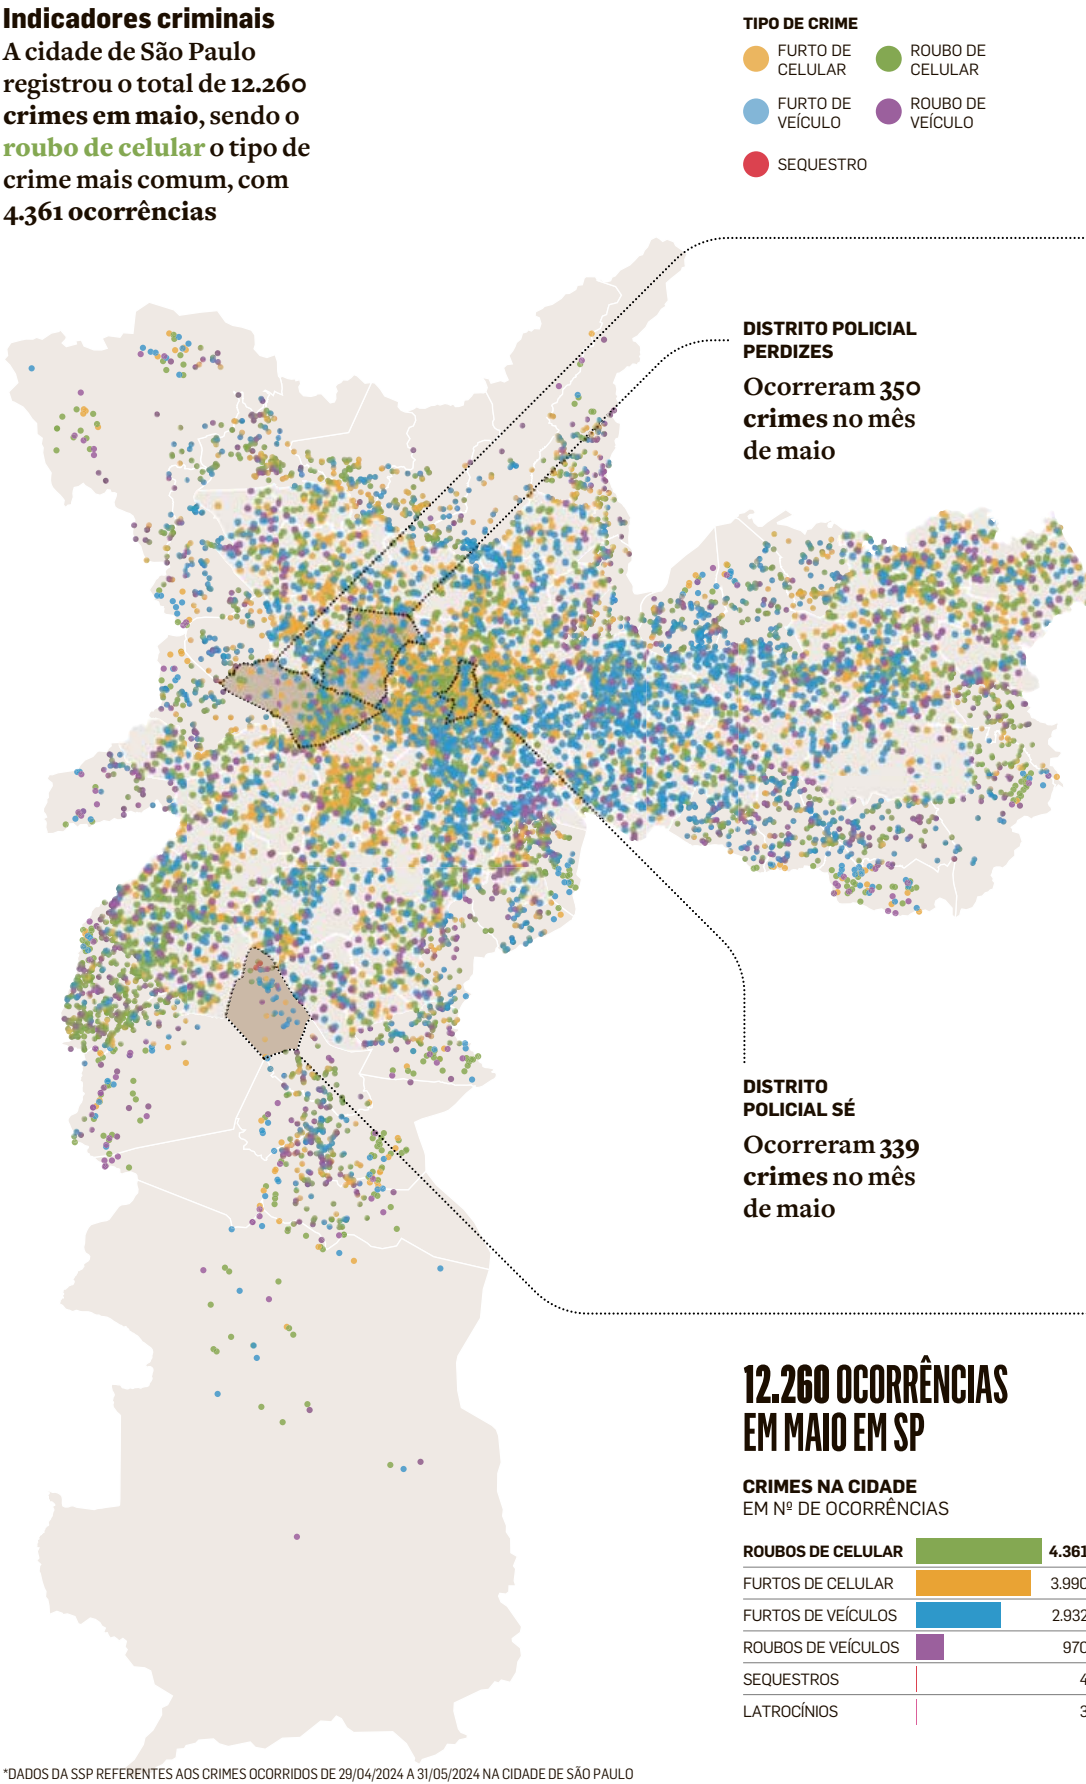 Indicadores criminais
A cidade de São Paulo
registrou o total de 12.260
crimes em maio, sendo o
roubo de celular o tipo de
crime mais comum, com
4.361 ocorrências
TIPO DE CRIME
FURTO DE
CELULAR
ROUBO DE
CELULAR
FURTO DE
VEÍCULO
ROUBO DE
VEÍCULO
SEQUESTRO
DISTRITO POLICIAL
PERDIZES
Ocorreram 350
crimes no mês
de maio
DISTRITO
POLICIAL SÉ
Ocorreram 339
crimes no mês
de maio
12.260 OCORRÊNCIAS
EM MAIO EM SP
CRIMES NA CIDADE
EM Nº DE OCORRÊNCIAS
ROUBOS DE CELULAR 4.361
FURTOS DE CELULAR 3.990
FURTOS DE VEÍCULOS 2.932
ROUBOS DE VEÍCULOS 970
SEQUESTROS 4
LATROCÍNIOS 3
*DADOS DA SSP REFERENTES AOS CRIMES OCORRIDOS DE 29/04/2024 A 31/05/2024 NA CIDADE DE SÃO PAULO